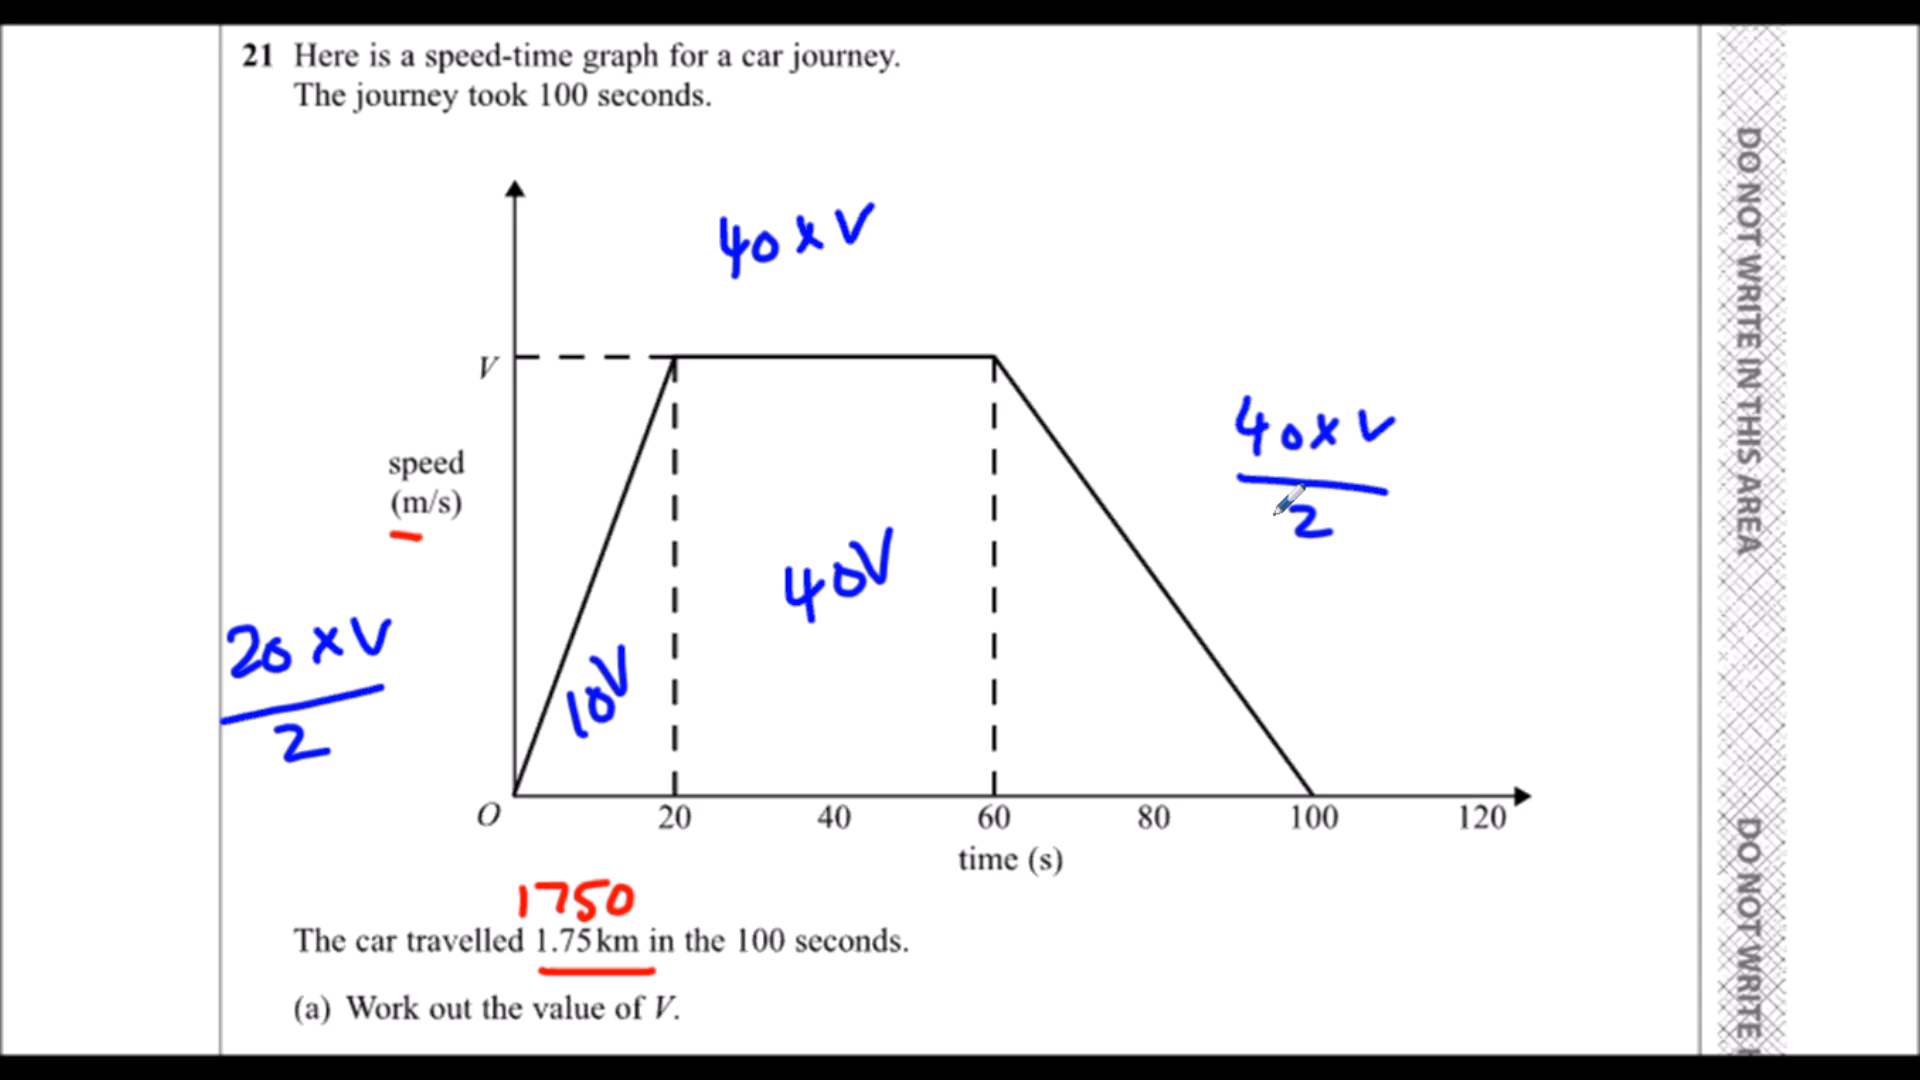 21 Here is a speed-time graph for a car journey.
The journey took 100 seconds.
40 x V
V
40 x V
2
speed
(m/s)
40V
20 x V
2
10V
O 20 40 60 80 100 120
time (s)
1750
The car travelled 1.75 km in the 100 seconds.
(a) Work out the value of V.
DO NOT WRITE IN THIS AREA
DO NOT WRITE